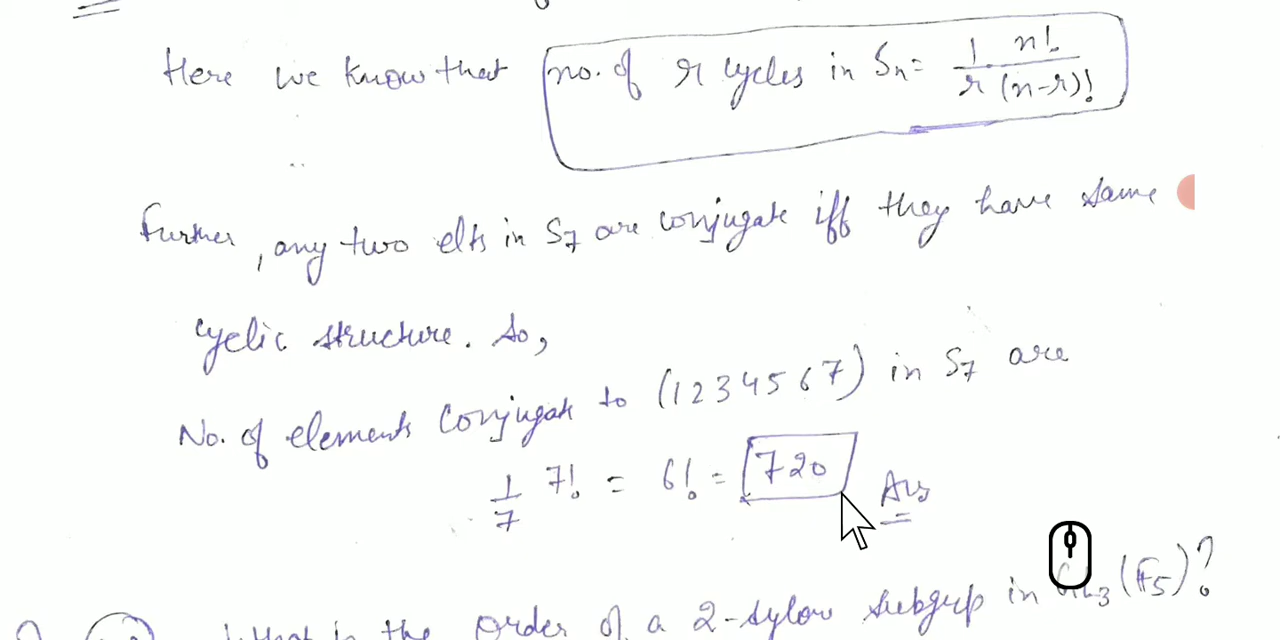 Here we know that no. of r cycles in Sn = 1/r n!/(n-r)!
Further, any two elts in S7 are conjugate iff they have same
cyclic structure. So,
No. of elements conjugate to (1234567) in S7 are
1/7 7! = 6! = 720 Ans
What is the order of a 2-sylow subgrp in GL3(F5)?